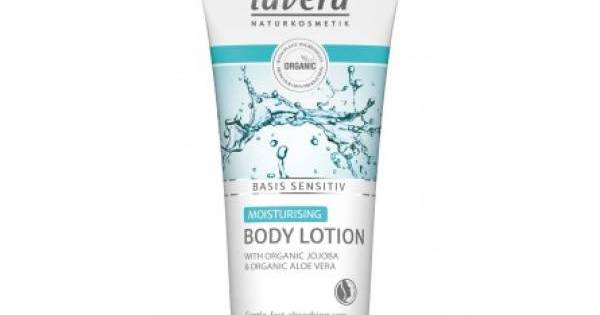 lavera
NATURKOSMETIK
ORGANIC
BASIS SENSITIV
MOISTURISING
BODY LOTION
WITH ORGANIC JOJOBA
& ORGANIC ALOE VERA